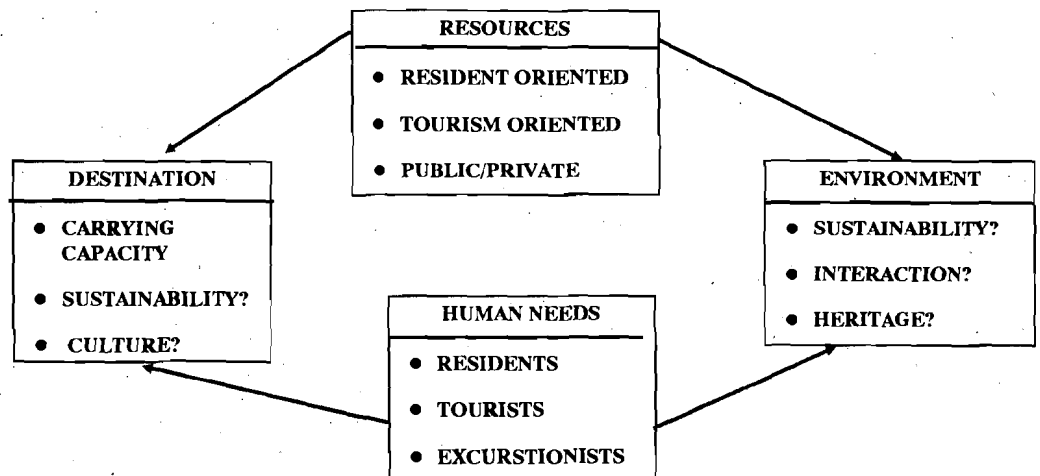 RESOURCES
● RESIDENT ORIENTED
● TOURISM ORIENTED
● PUBLIC/PRIVATE
DESTINATION
● CARRYING
CAPACITY
● SUSTAINABILITY?
● CULTURE?
ENVIRONMENT
● SUSTAINABILITY?
● INTERACTION?
● HERITAGE?
HUMAN NEEDS
● RESIDENTS
● TOURISTS
● EXCURSTIONISTS